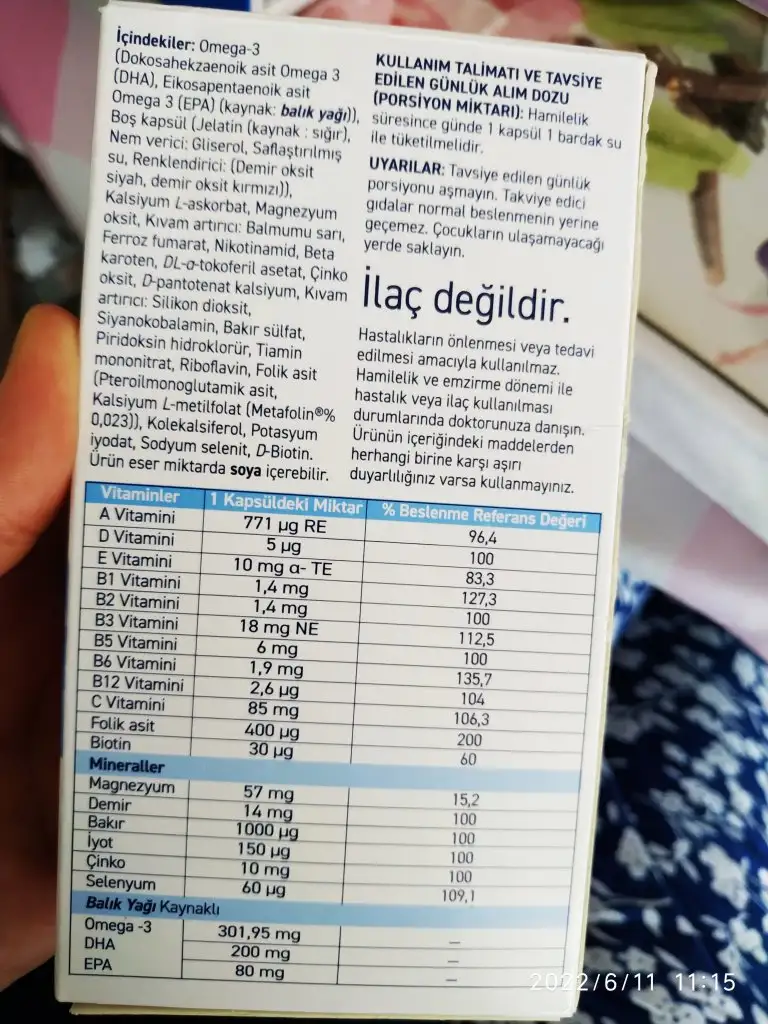 İçindekiler: Omega-3
(Dokosahekzaenoik asit Omega 3
(DHA), Eikosapentaenoik asit
Omega 3 (EPA) (kaynak: balık yağı)),
Boş kapsül (Jelatin (kaynak : sığır),
Nem verici: Gliserol, Saflaştırılmış
su, Renklendirici: (Demir oksit
siyah, demir oksit kırmızı)),
Kalsiyum L-askorbat, Magnezyum
oksit, Kıvam artırıcı: Balmumu sarı,
Ferroz fumarat, Nikotinamid, Beta
karoten, DL-α-tokoferil asetat, Çinko
oksit, D-pantotenat kalsiyum, Kıvam
artırıcı: Silikon dioksit,
Siyanokobalamin, Bakır sülfat,
Piridoksin hidroklorür, Tiamin
mononitrat, Riboflavin, Folik asit
(Pteroilmonoglutamik asit,
Kalsiyum L-metilfolat (Metafolin®%
0,023)), Kolekalsiferol, Potasyum
iyodat, Sodyum selenit, D-Biotin.
Ürün eser miktarda soya içerebilir.
KULLANIM TALİMATI VE TAVSİYE
EDİLEN GÜNLÜK ALIM DOZU
(PORSİYON MİKTARI): Hamilelik
süresince günde 1 kapsül 1 bardak su
ile tüketilmelidir.
UYARILAR: Tavsiye edilen günlük
porsiyonu aşmayın. Takviye edici
gıdalar normal beslenmenin yerine
geçemez. Çocukların ulaşamayacağı
yerde saklayın.
İlaç değildir.
Hastalıkların önlenmesi veya tedavi
edilmesi amacıyla kullanılmaz.
Hamilelik ve emzirme dönemi ile
hastalık veya ilaç kullanılması
durumlarında doktorunuza danışın.
Ürünün içeriğindeki maddelerden
herhangi birine karşı aşırı
duyarlılığınız varsa kullanmayınız.
Vitaminler 1 Kapsüldeki Miktar % Beslenme Referans Değeri
A Vitamini 771 µg RE 96,4
D Vitamini 5 µg 100
E Vitamini 10 mg α- TE 83,3
B1 Vitamini 1,4 mg 127,3
B2 Vitamini 1,4 mg 100
B3 Vitamini 18 mg NE 112,5
B5 Vitamini 6 mg 100
B6 Vitamini 1,9 mg 135,7
B12 Vitamini 2,6 µg 104
C Vitamini 85 mg 106,3
Folik asit 400 µg 200
Biotin 30 µg 60
Mineraller
Magnezyum 57 mg 15,2
Demir 14 mg 100
Bakır 1000 µg 100
İyot 150 µg 100
Çinko 10 mg 100
Selenyum 60 µg 109,1
Balık Yağı Kaynaklı
Omega -3 301,95 mg –
DHA 200 mg –
EPA 80 mg –
2022/6/11 11:15